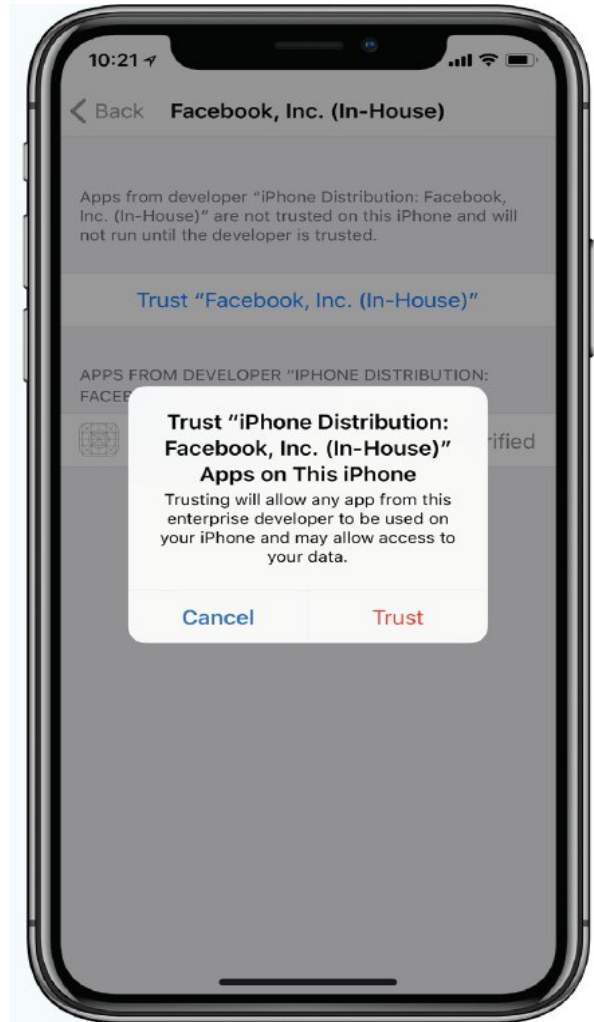 10:21
Back Facebook, Inc. (In-House)
Apps from developer “iPhone Distribution: Facebook,
Inc. (In-House)” are not trusted on this iPhone and will
not run until the developer is trusted.
Trust “Facebook, Inc. (In-House)”
APPS FROM DEVELOPER “IPHONE DISTRIBUTION:
Trust “iPhone Distribution:
Facebook, Inc. (In-House)”
Apps on This iPhone
Trusting will allow any app from this
enterprise developer to be used on
your iPhone and may allow access to
your data.
Cancel Trust